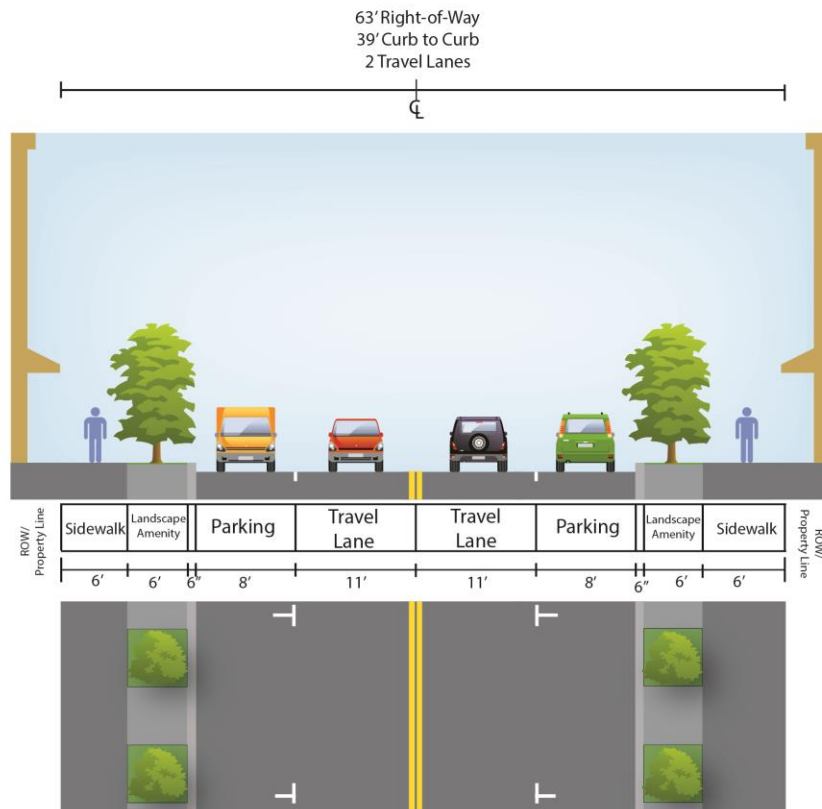 63' Right-of-Way
39' Curb to Curb
2 Travel Lanes
℄
ROW/
Property Line
Sidewalk
Landscape
Amenity
Parking
Travel
Lane
Travel
Lane
Parking
Landscape
Amenity
Sidewalk
ROW/
Property Line
6'
6'
6"
8'
11'
11'
8'
6"
6'
6'